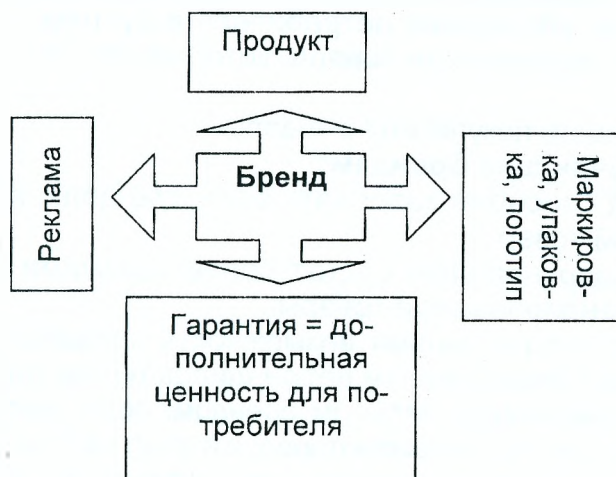 Продукт
Реклама
Бренд
Маркиров-
ка, упаков-
ка, логотип
Гарантия = до-
полнительная
ценность для по-
требителя